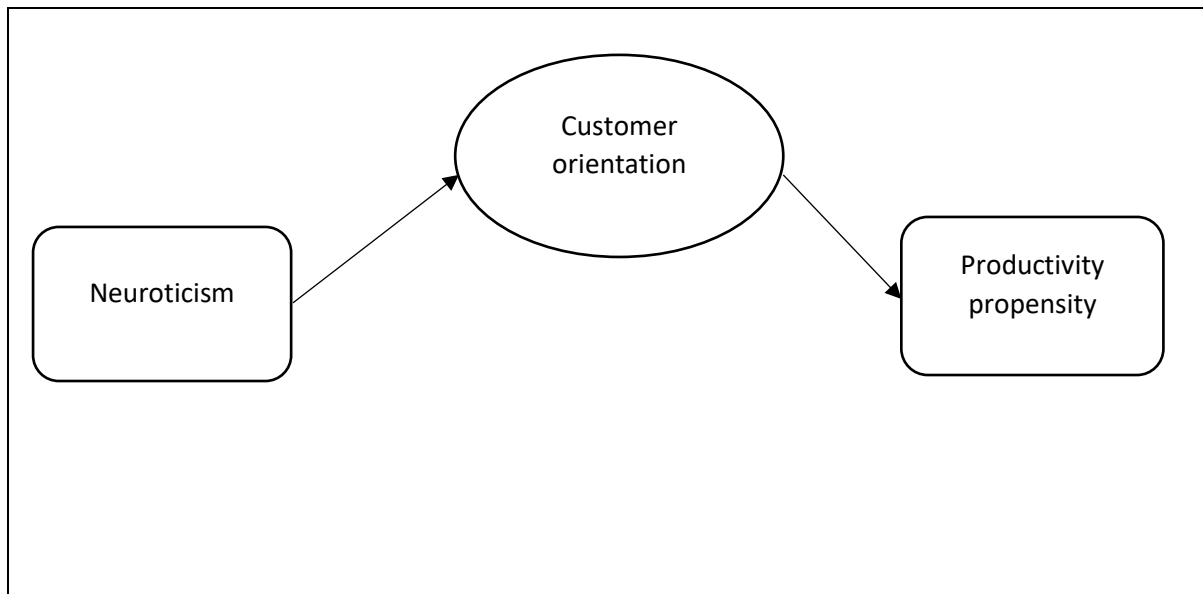 Customer
orientation
Neuroticism
Productivity
propensity